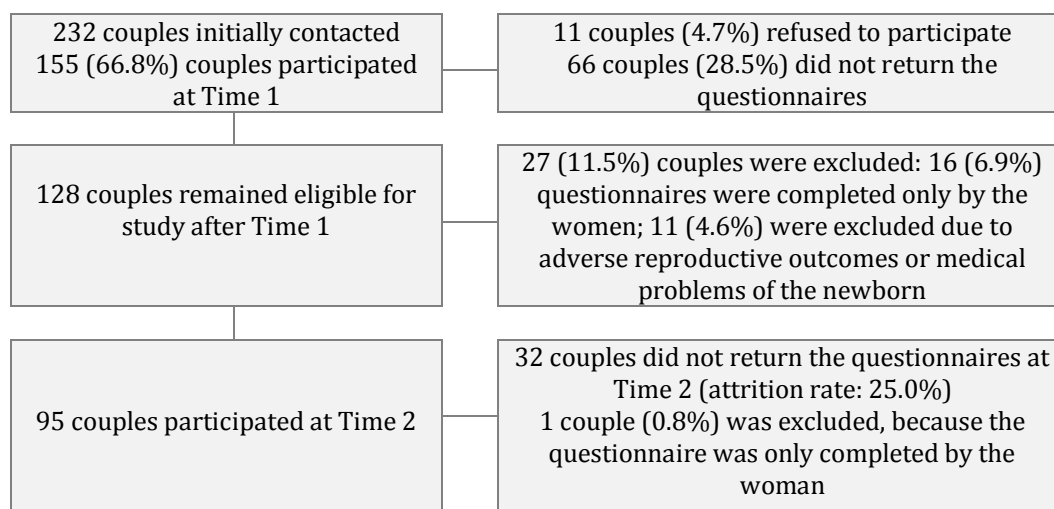 232 couples initially contacted
155 (66.8%) couples participated
at Time 1
11 couples (4.7%) refused to participate
66 couples (28.5%) did not return the
questionnaires
128 couples remained eligible for
study after Time 1
27 (11.5%) couples were excluded: 16 (6.9%)
questionnaires were completed only by the
women; 11 (4.6%) were excluded due to
adverse reproductive outcomes or medical
problems of the newborn
95 couples participated at Time 2
32 couples did not return the questionnaires at
Time 2 (attrition rate: 25.0%)
1 couple (0.8%) was excluded, because the
questionnaire was only completed by the
woman